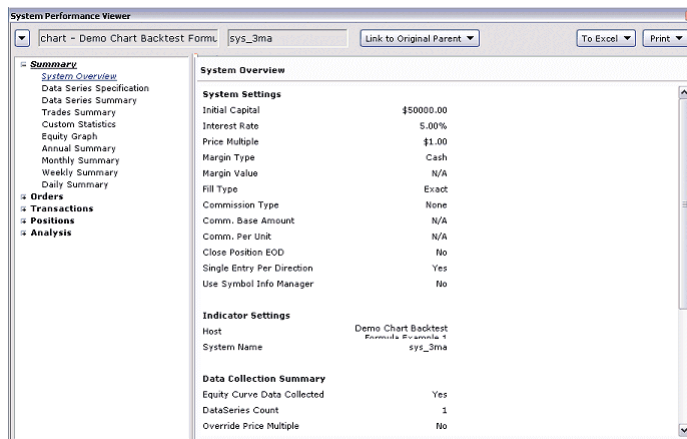 System Performance Viewer
chart - Demo Chart Backtest Formu
sys_3ma
Link to Original Parent
To Excel
Print
Summary
System Overview
Data Series Specification
Data Series Summary
Trades Summary
Custom Statistics
Equity Graph
Annual Summary
Monthly Summary
Weekly Summary
Daily Summary
Orders
Transactions
Positions
Analysis
System Overview
System Settings
Initial Capital $50000.00
Interest Rate 5.00%
Price Multiple $1.00
Margin Type Cash
Margin Value N/A
Fill Type Exact
Commission Type None
Comm. Base Amount N/A
Comm. Per Unit N/A
Close Position EOD No
Single Entry Per Direction Yes
Use Symbol Info Manager No
Indicator Settings
Host Demo Chart Backtest
Formula Example 1
System Name sys_3ma
Data Collection Summary
Equity Curve Data Collected Yes
DataSeries Count 1
Override Price Multiple No